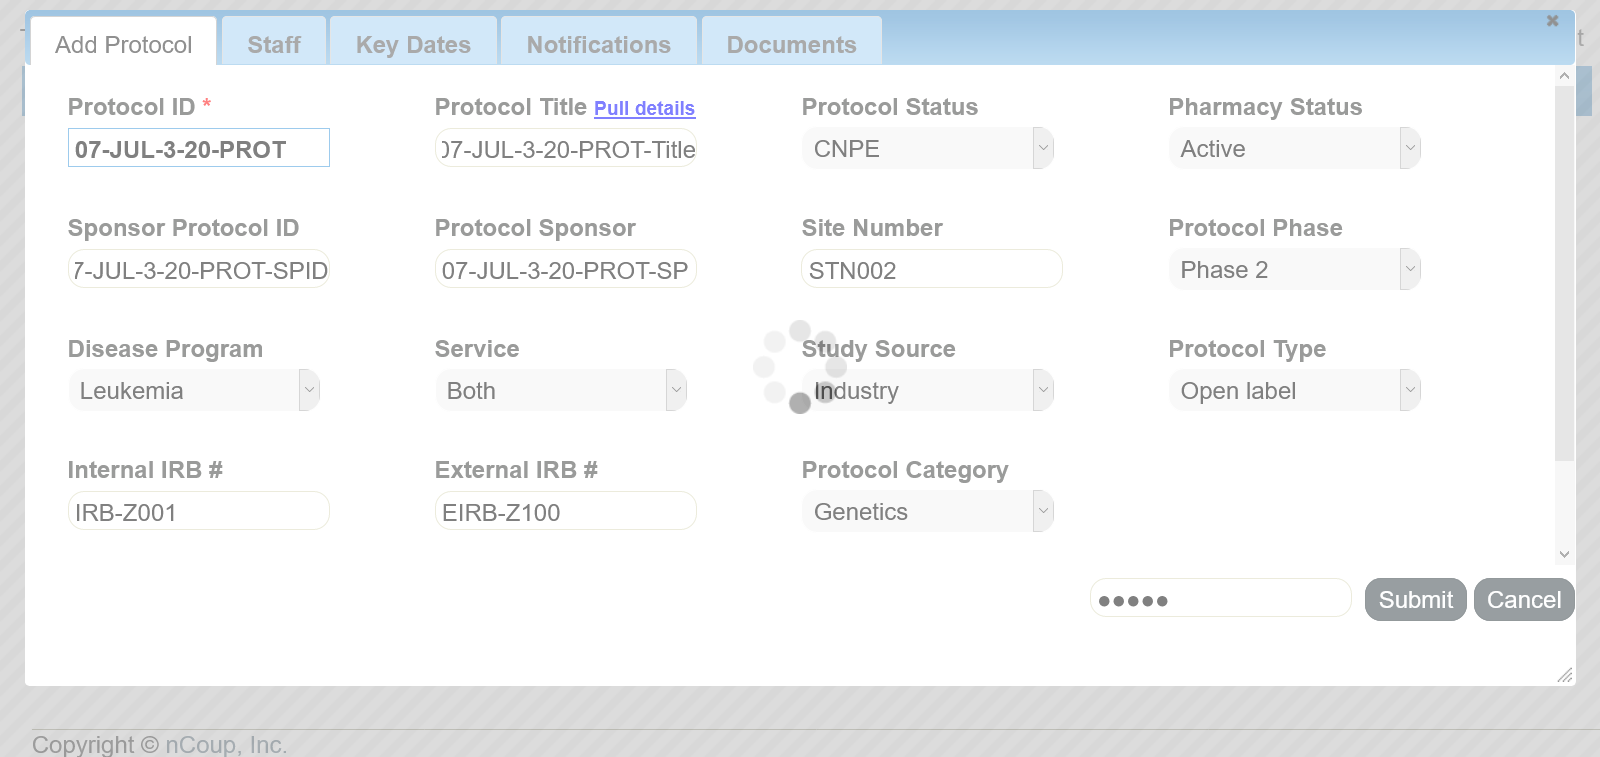 Add Protocol Staff Key Dates Notifications Documents
Protocol ID * Protocol Title Pull details Protocol Status Pharmacy Status
07-JUL-3-20-PROT 07-JUL-3-20-PROT-Title CNPE Active
Sponsor Protocol ID Protocol Sponsor Site Number Protocol Phase
7-JUL-3-20-PROT-SPID 07-JUL-3-20-PROT-SP STN002 Phase 2
Disease Program Service Study Source Protocol Type
Leukemia Both Industry Open label
Internal IRB # External IRB # Protocol Category
IRB-Z001 EIRB-Z100 Genetics
●●●●● Submit Cancel
Copyright © nCoup, Inc.